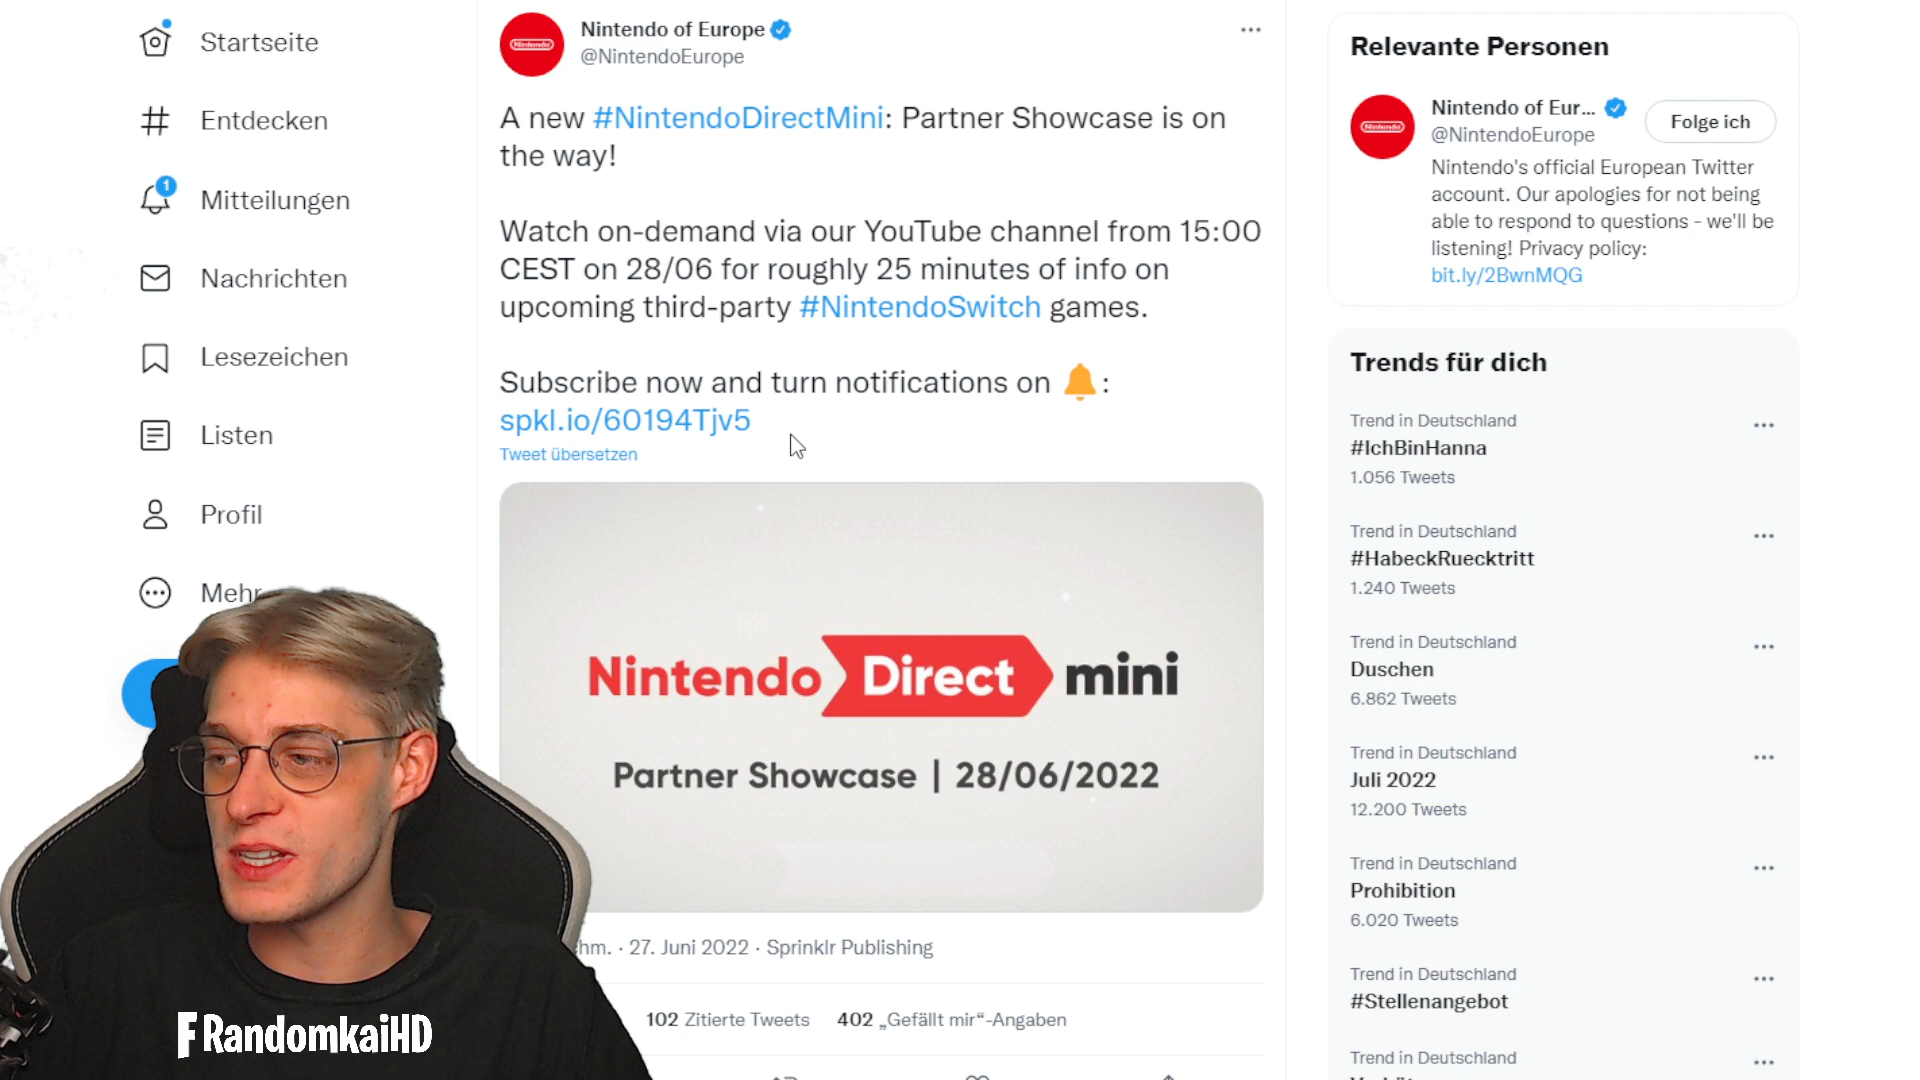 Startseite
Entdecken
1
Mitteilungen
Nachrichten
Lesezeichen
Listen
Profil
Mehr
Nintendo
Nintendo of Europe
@NintendoEurope
A new #NintendoDirectMini: Partner Showcase is on
the way!
Watch on-demand via our YouTube channel from 15:00
CEST on 28/06 for roughly 25 minutes of info on
upcoming third-party #NintendoSwitch games.
Subscribe now and turn notifications on 🔔:
spkl.io/60194Tjv5
Tweet übersetzen
Nintendo Direct mini
Partner Showcase | 28/06/2022
hm. · 27. Juni 2022 · Sprinklr Publishing
102 Zitierte Tweets 402 „Gefällt mir“-Angaben
F RandomkaiHD
Relevante Personen
Nintendo
Nintendo of Eur...
@NintendoEurope
Folge ich
Nintendo's official European Twitter
account. Our apologies for not being
able to respond to questions - we'll be
listening! Privacy policy:
bit.ly/2BwnMQG
Trends für dich
Trend in Deutschland
#IchBinHanna
1.056 Tweets
Trend in Deutschland
#HabeckRuecktritt
1.240 Tweets
Trend in Deutschland
Duschen
6.862 Tweets
Trend in Deutschland
Juli 2022
12.200 Tweets
Trend in Deutschland
Prohibition
6.020 Tweets
Trend in Deutschland
#Stellenangebot
Trend in Deutschland